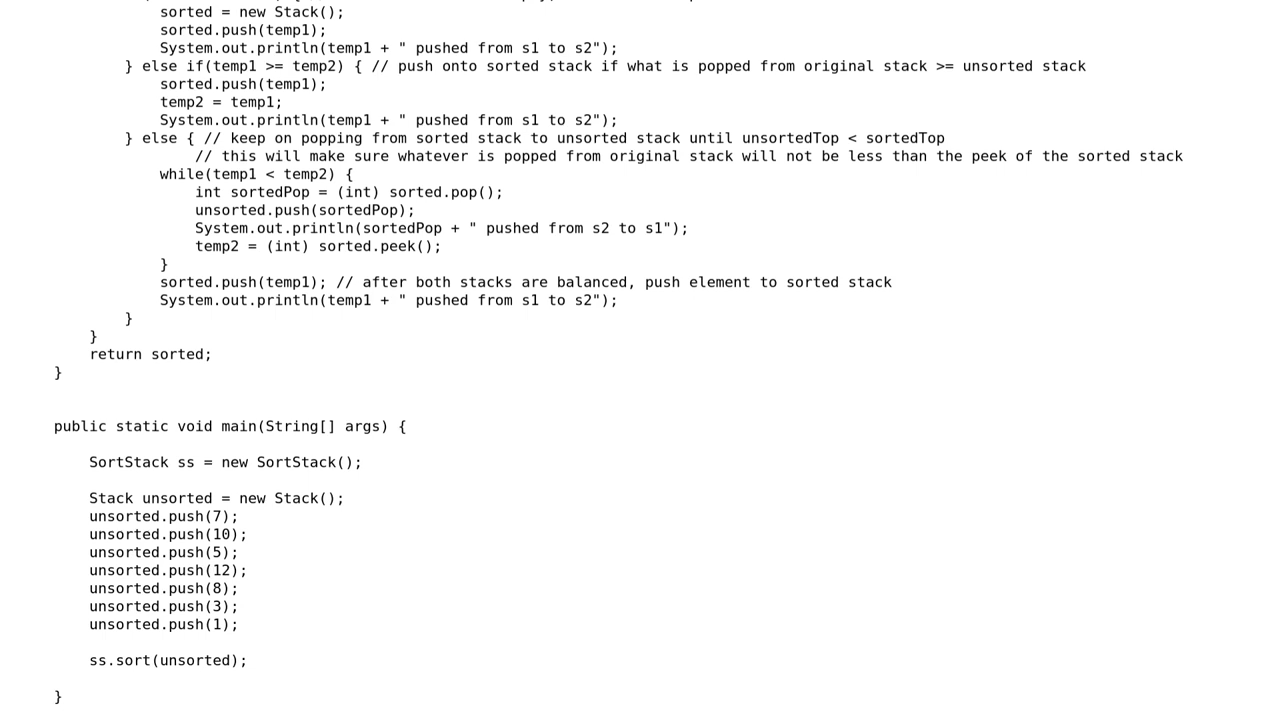 sorted = new Stack();
sorted.push(temp1);
System.out.println(temp1 + " pushed from s1 to s2");
} else if(temp1 >= temp2) { // push onto sorted stack if what is popped from original stack >= unsorted stack
sorted.push(temp1);
temp2 = temp1;
System.out.println(temp1 + " pushed from s1 to s2");
} else { // keep on popping from sorted stack to unsorted stack until unsortedTop < sortedTop
// this will make sure whatever is popped from original stack will not be less than the peek of the sorted stack
while(temp1 < temp2) {
int sortedPop = (int) sorted.pop();
unsorted.push(sortedPop);
System.out.println(sortedPop + " pushed from s2 to s1");
temp2 = (int) sorted.peek();
}
sorted.push(temp1); // after both stacks are balanced, push element to sorted stack
System.out.println(temp1 + " pushed from s1 to s2");
}
}
return sorted;
}
public static void main(String[] args) {
SortStack ss = new SortStack();
Stack unsorted = new Stack();
unsorted.push(7);
unsorted.push(10);
unsorted.push(5);
unsorted.push(12);
unsorted.push(8);
unsorted.push(3);
unsorted.push(1);
ss.sort(unsorted);
}